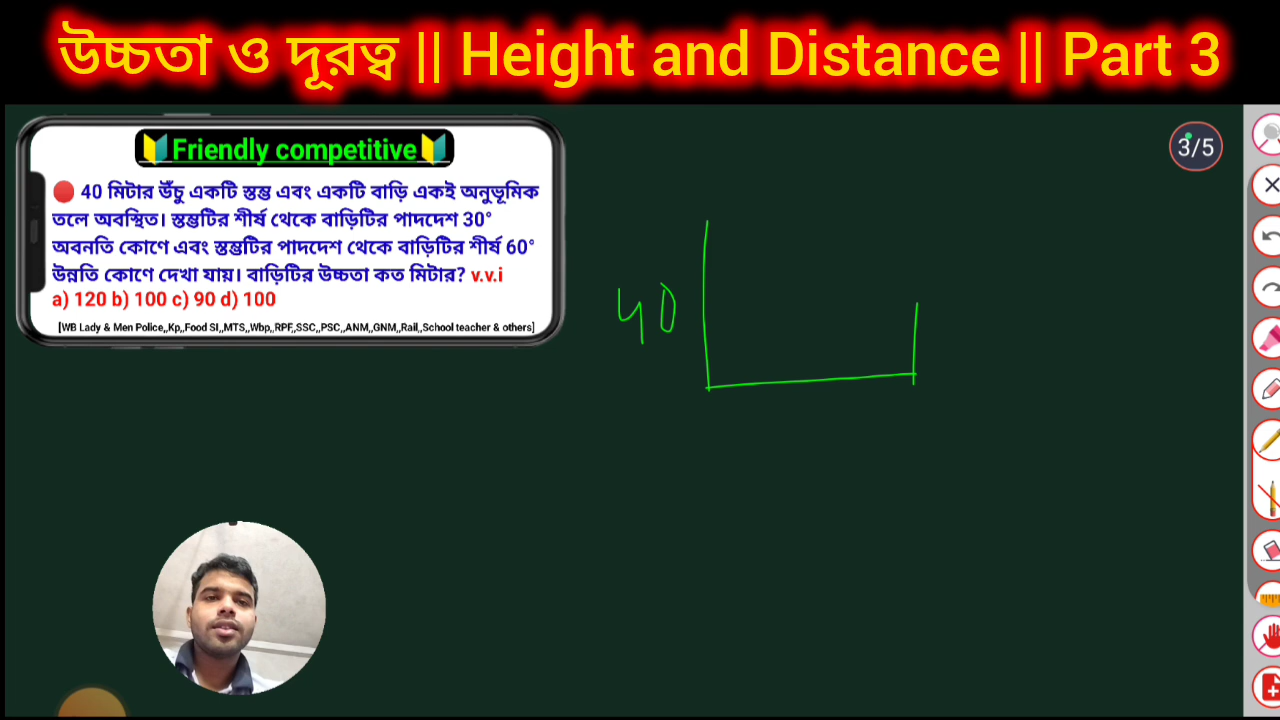 উচ্চতা ও দূরত্ব || Height and Distance || Part 3
🔰Friendly competitive🔰
3/5
🔴 40 মিটার উঁচু একটি স্তম্ভ এবং একটি বাড়ি একই অনুভূমিক
তলে অবস্থিত। স্তম্ভটির শীর্ষ থেকে বাড়িটির পাদদেশ 30°
অবনতি কোণে এবং স্তম্ভটির পাদদেশ থেকে বাড়িটির শীর্ষ 60°
উন্নতি কোণে দেখা যায়। বাড়িটির উচ্চতা কত মিটার? v.v.i
a) 120 b) 100 c) 90 d) 100
[WB Lady & Men Police,,Kp,,Food SI,,MTS,,Wbp,,RPF,,SSC,,PSC,,ANM,,GNM,,Rail,,School teacher & others]
40